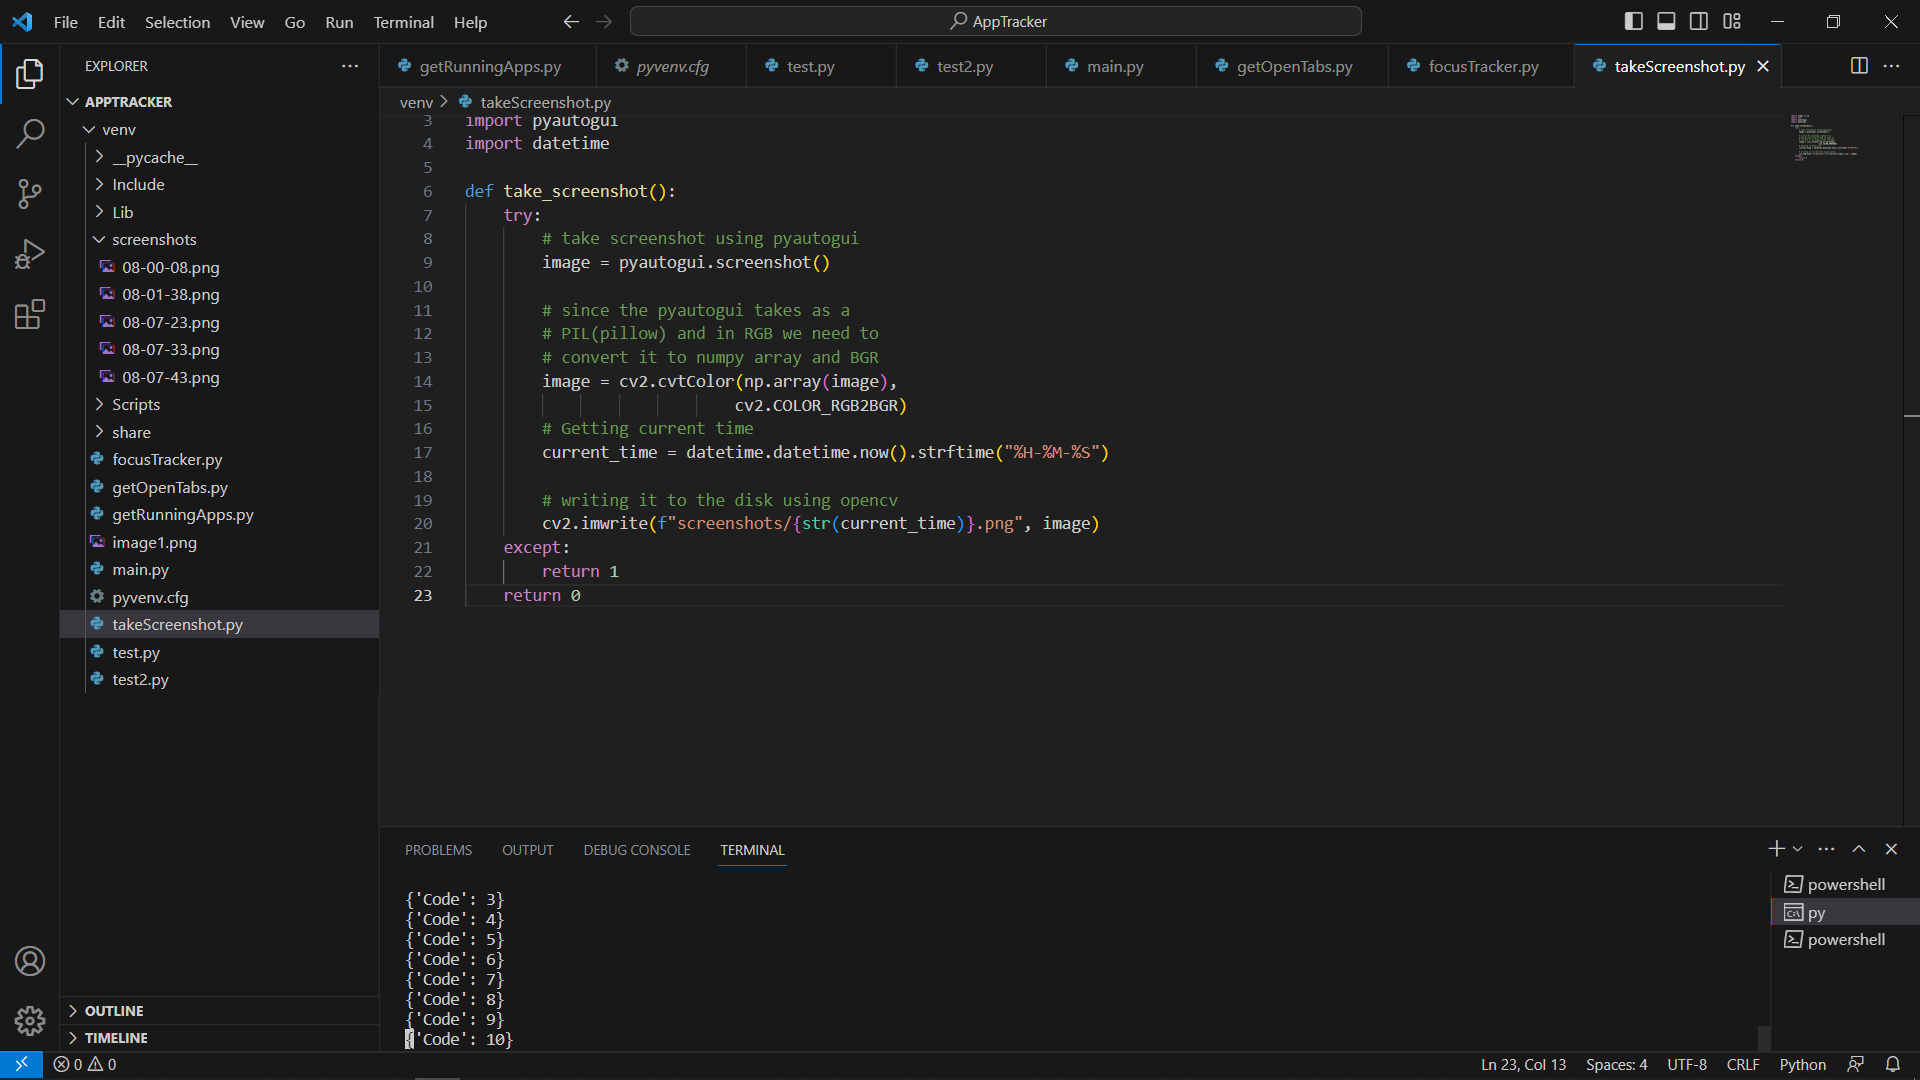 File Edit Selection View Go Run Terminal Help
AppTracker
EXPLORER
APPTRACKER
venv
__pycache__
Include
Lib
screenshots
08-00-08.png
08-01-38.png
08-07-23.png
08-07-33.png
08-07-43.png
Scripts
share
focusTracker.py
getOpenTabs.py
getRunningApps.py
image1.png
main.py
pyvenv.cfg
takeScreenshot.py
test.py
test2.py
OUTLINE
TIMELINE
getRunningApps.py pyvenv.cfg test.py test2.py main.py getOpenTabs.py focusTracker.py takeScreenshot.py
venv > takeScreenshot.py
3 import pyautogui
4 import datetime
5
6 def take_screenshot():
7 try:
8 # take screenshot using pyautogui
9 image = pyautogui.screenshot()
10
11 # since the pyautogui takes as a
12 # PIL(pillow) and in RGB we need to
13 # convert it to numpy array and BGR
14 image = cv2.cvtColor(np.array(image),
15 cv2.COLOR_RGB2BGR)
16 # Getting current time
17 current_time = datetime.datetime.now().strftime("%H-%M-%S")
18
19 # writing it to the disk using opencv
20 cv2.imwrite(f"screenshots/{str(current_time)}.png", image)
21 except:
22 return 1
23 return 0
PROBLEMS OUTPUT DEBUG CONSOLE TERMINAL
{'Code': 3}
{'Code': 4}
{'Code': 5}
{'Code': 6}
{'Code': 7}
{'Code': 8}
{'Code': 9}
{'Code': 10}
powershell
py
powershell
0 0
Ln 23, Col 13 Spaces: 4 UTF-8 CRLF Python